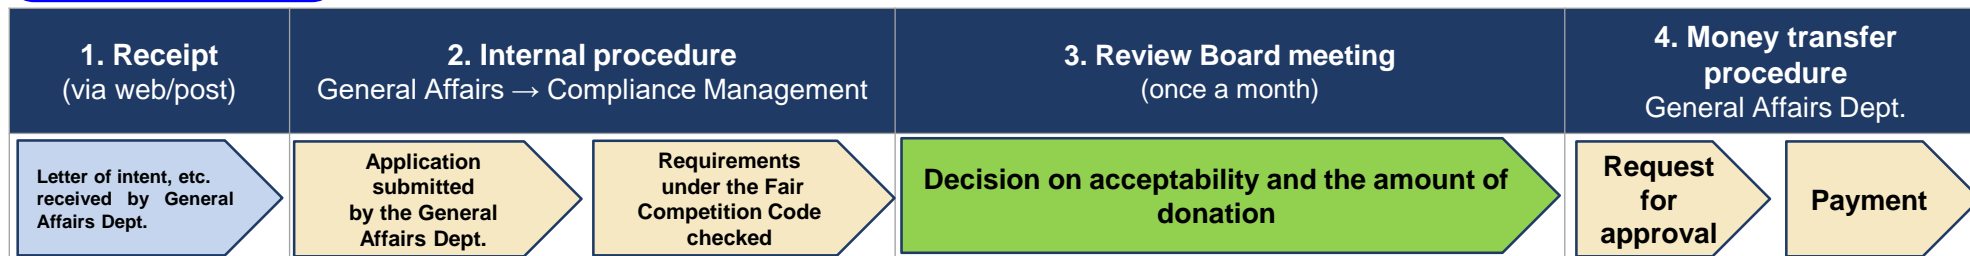 1. Receipt
(via web/post)
2. Internal procedure
General Affairs → Compliance Management
3. Review Board meeting
(once a month)
4. Money transfer
procedure
General Affairs Dept.
Letter of intent, etc.
received by General
Affairs Dept.
Application
submitted
by the General
Affairs Dept.
Requirements
under the Fair
Competition Code
checked
Decision on acceptability and the amount of
donation
Request
for
approval
Payment